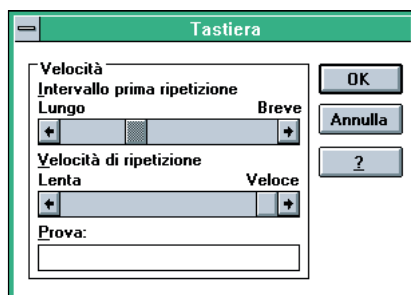 Tastiera
Velocità
Intervallo prima ripetizione
Lungo Breve
Velocità di ripetizione
Lenta Veloce
Prova:
OK
Annulla
?